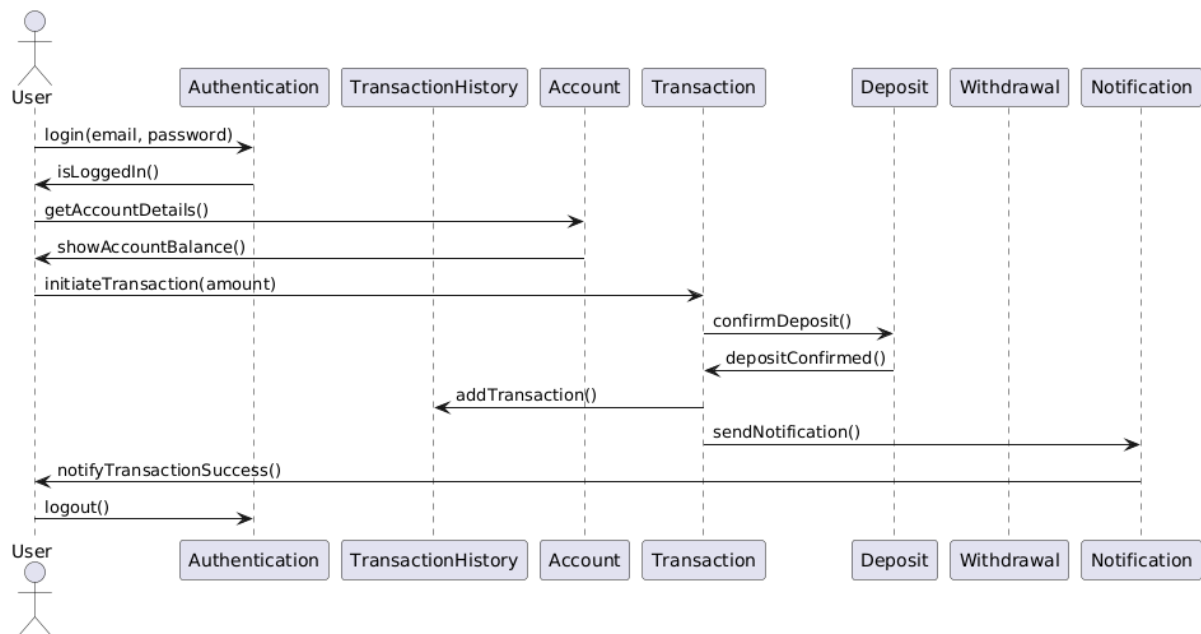 User
Authentication
TransactionHistory
Account
Transaction
Deposit
Withdrawal
Notification
login(email, password)
isLoggedIn()
getAccountDetails()
showAccountBalance()
initiateTransaction(amount)
confirmDeposit()
depositConfirmed()
addTransaction()
sendNotification()
notifyTransactionSuccess()
logout()
User
Authentication
TransactionHistory
Account
Transaction
Deposit
Withdrawal
Notification